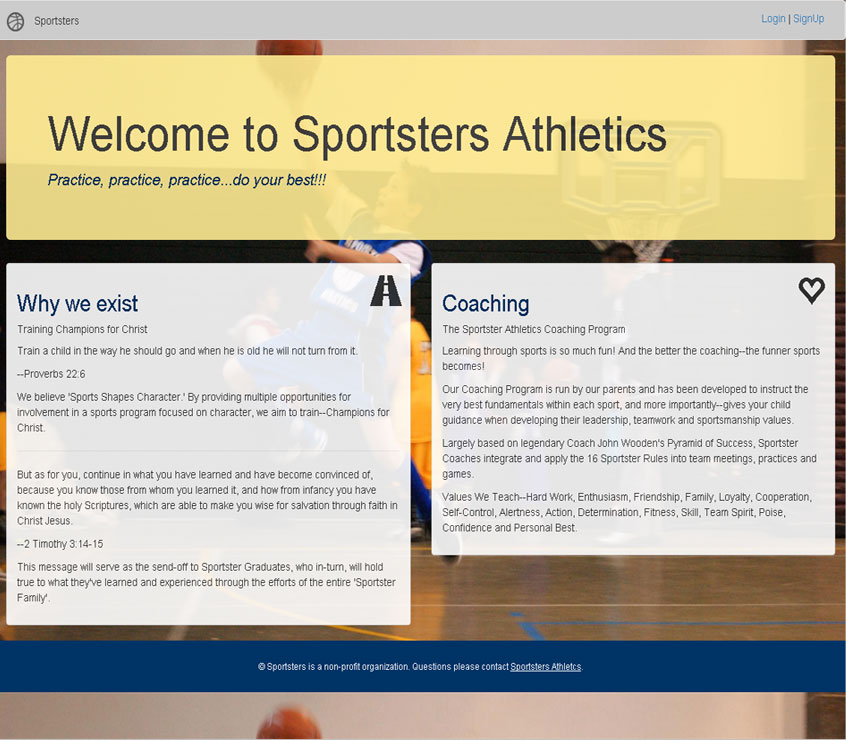 Sportsters
Login | SignUp
Welcome to Sportsters Athletics
Practice, practice, practice...do your best!!!
Why we exist
Training Champions for Christ
Train a child in the way he should go and when he is old he will not turn from it.
--Proverbs 22:6
We believe 'Sports Shapes Character.' By providing multiple opportunities for
involvement in a sports program focused on character, we aim to train--Champions for
Christ.
But as for you, continue in what you have learned and have become convinced of,
because you know those from whom you learned it, and how from infancy you have
known the holy Scriptures, which are able to make you wise for salvation through faith in
Christ Jesus.
--2 Timothy 3:14-15
This message will serve as the send-off to Sportster Graduates, who in-turn, will hold
true to what they've learned and experienced through the efforts of the entire 'Sportster
Family'.
Coaching
The Sportster Athletics Coaching Program
Learning through sports is so much fun! And the better the coaching--the funner sports
becomes!
Our Coaching Program is run by our parents and has been developed to instruct the
very best fundamentals within each sport, and more importantly--gives your child
guidance when developing their leadership, teamwork and sportsmanship values.
Largely based on legendary Coach John Wooden's Pyramid of Success, Sportster
Coaches integrate and apply the 16 Sportster Rules into team meetings, practices and
games.
Values We Teach--Hard Work, Enthusiasm, Friendship, Family, Loyalty, Cooperation,
Self-Control, Alertness, Action, Determination, Fitness, Skill, Team Spirit, Poise,
Confidence and Personal Best.
© Sportsters is a non-profit organization. Questions please contact Sportsters Athletcs.